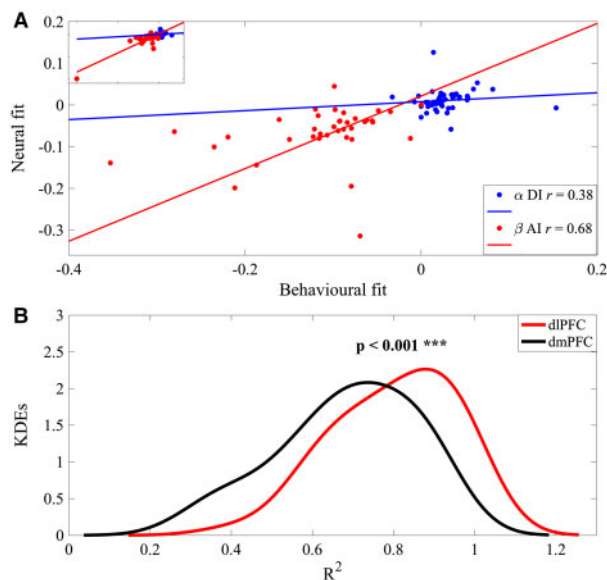 A
0.2
0.1
0
-0.1
-0.2
-0.3
Neural fit
α DI r = 0.38
β AI r = 0.68
-0.4
-0.2
0
0.2
Behavioural fit
B
3
2.5
2
1.5
1
0.5
0
KDEs
p < 0.001 ***
dlPFC
dmPFC
0
0.2
0.4
0.6
0.8
1
1.2
R²